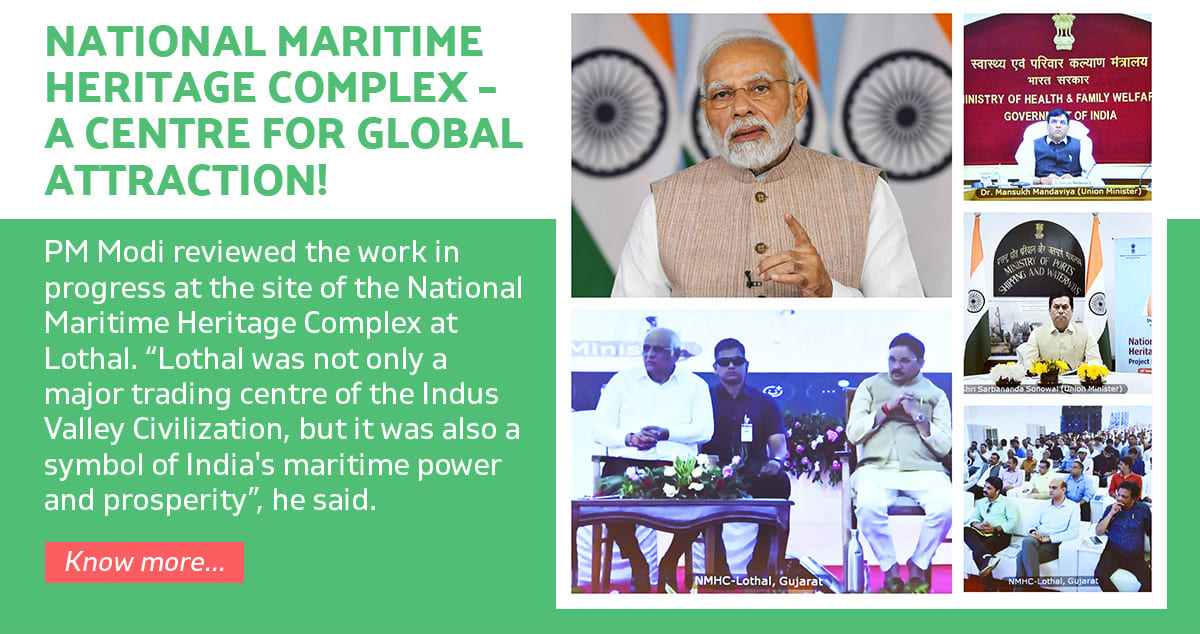 NATIONAL MARITIME
HERITAGE COMPLEX –
A CENTRE FOR GLOBAL
ATTRACTION!
PM Modi reviewed the work in
progress at the site of the National
Maritime Heritage Complex at
Lothal. “Lothal was not only a
major trading centre of the Indus
Valley Civilization, but it was also a
symbol of India's maritime power
and prosperity”, he said.
Know more...
स्वास्थ्य एवं परिवार कल्याण मंत्रालय
भारत सरकार
INISTRY OF HEALTH & FAMILY WELFAR
GOVERNMENT OF INDIA
Dr. Mansukh Mandaviya (Union Minister)
MINISTRY OF PORTS
SHIPPING AND WATERWAYS
Nation
Heritag
Project
Shri Sarbananda Sonowal (Union Minister)
Minis
NMHC-Lothal, Gujarat
NMHC-Lothal, Gujarat